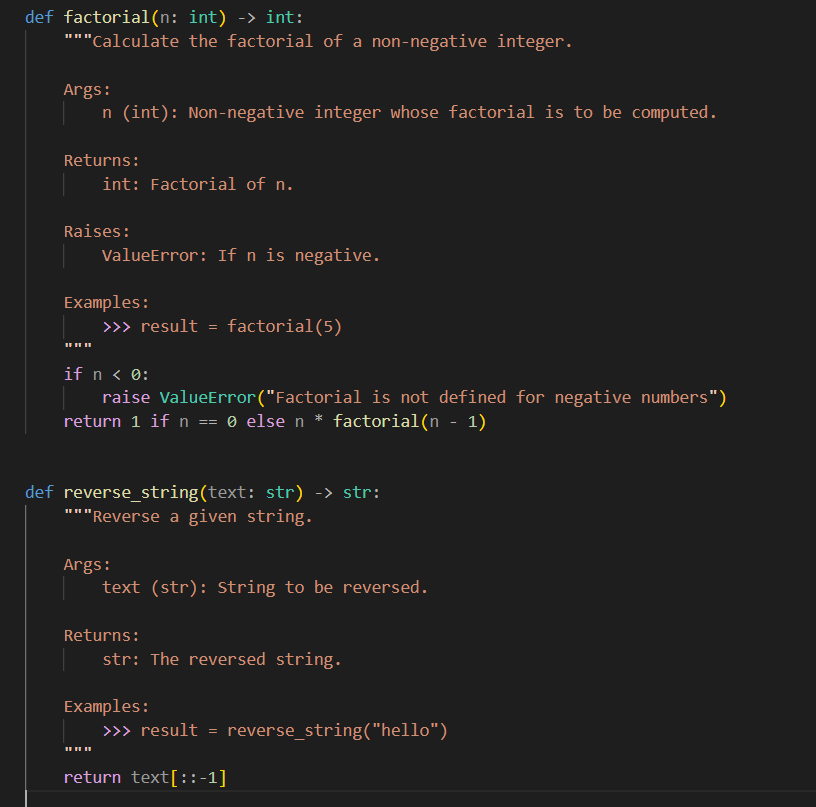 def factorial(n: int) -> int:
    """Calculate the factorial of a non-negative integer.

    Args:
        n (int): Non-negative integer whose factorial is to be computed.

    Returns:
        int: Factorial of n.

    Raises:
        ValueError: If n is negative.

    Examples:
        >>> result = factorial(5)
    """
    if n < 0:
        raise ValueError("Factorial is not defined for negative numbers")
    return 1 if n == 0 else n * factorial(n - 1)


def reverse_string(text: str) -> str:
    """Reverse a given string.

    Args:
        text (str): String to be reversed.

    Returns:
        str: The reversed string.

    Examples:
        >>> result = reverse_string("hello")
    """
    return text[::-1]